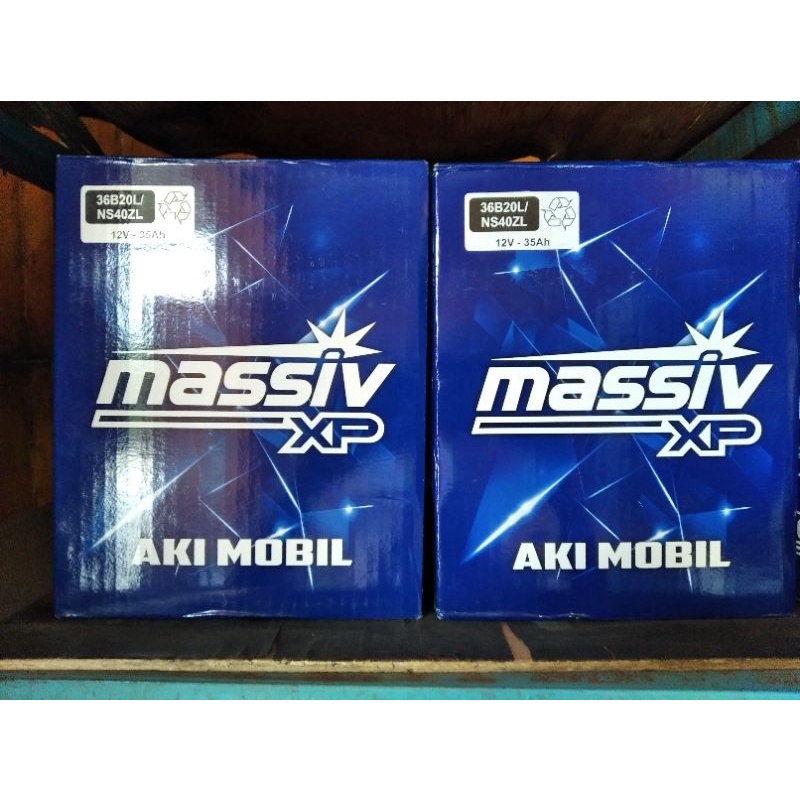 36B20L/
NS40ZL
12V - 35Ah
massiv
XP
AKI MOBIL
36B20L/
NS40ZL
12V - 35Ah
massiv
XP
AKI MOBIL